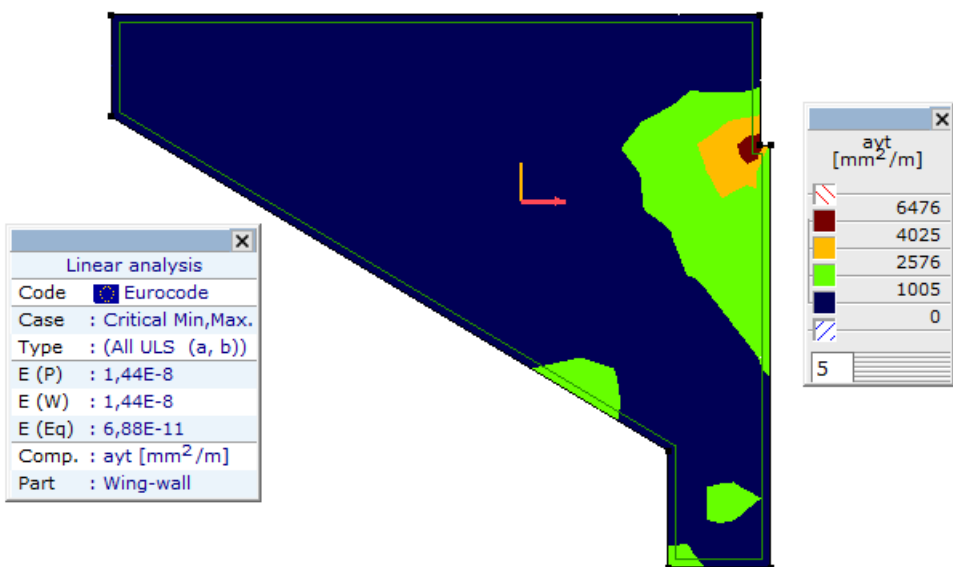 Linear analysis
Code Eurocode
Case : Critical Min,Max.
Type : (All ULS (a, b))
E (P) : 1,44E-8
E (W) : 1,44E-8
E (Eq) : 6,88E-11
Comp. : ayt [mm²/m]
Part : Wing-wall
ayt
[mm²/m]
6476
4025
2576
1005
0
5